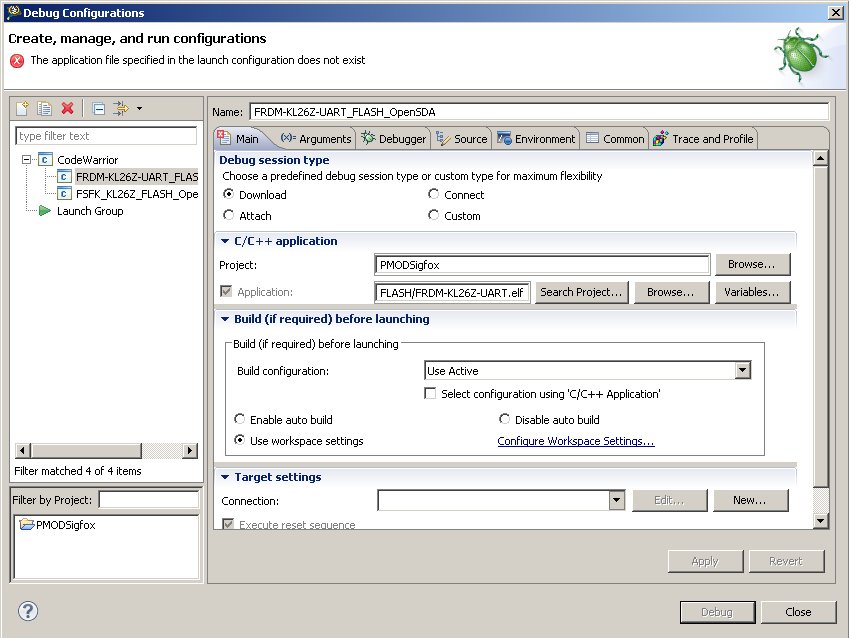 Debug Configurations
Create, manage, and run configurations
The application file specified in the launch configuration does not exist
Name: FRDM-KL26Z-UART_FLASH_OpenSDA
type filter text
CodeWarrior
FRDM-KL26Z-UART_FLAS
FSFK_KL26Z_FLASH_Ope
Launch Group
Filter matched 4 of 4 items
Filter by Project:
PMODSigfox
Main (x)= Arguments Debugger Source Environment Common Trace and Profile
Debug session type
Choose a predefined debug session type or custom type for maximum flexibility
Download Connect
Attach Custom
C/C++ application
Project: PMODSigfox Browse...
Application: FLASH/FRDM-KL26Z-UART.elf Search Project... Browse... Variables...
Build (if required) before launching
Build (if required) before launching
Build configuration: Use Active
Select configuration using 'C/C++ Application'
Enable auto build Disable auto build
Use workspace settings Configure Workspace Settings...
Target settings
Connection: Edit... New...
Execute reset sequence
Apply Revert
? Debug Close